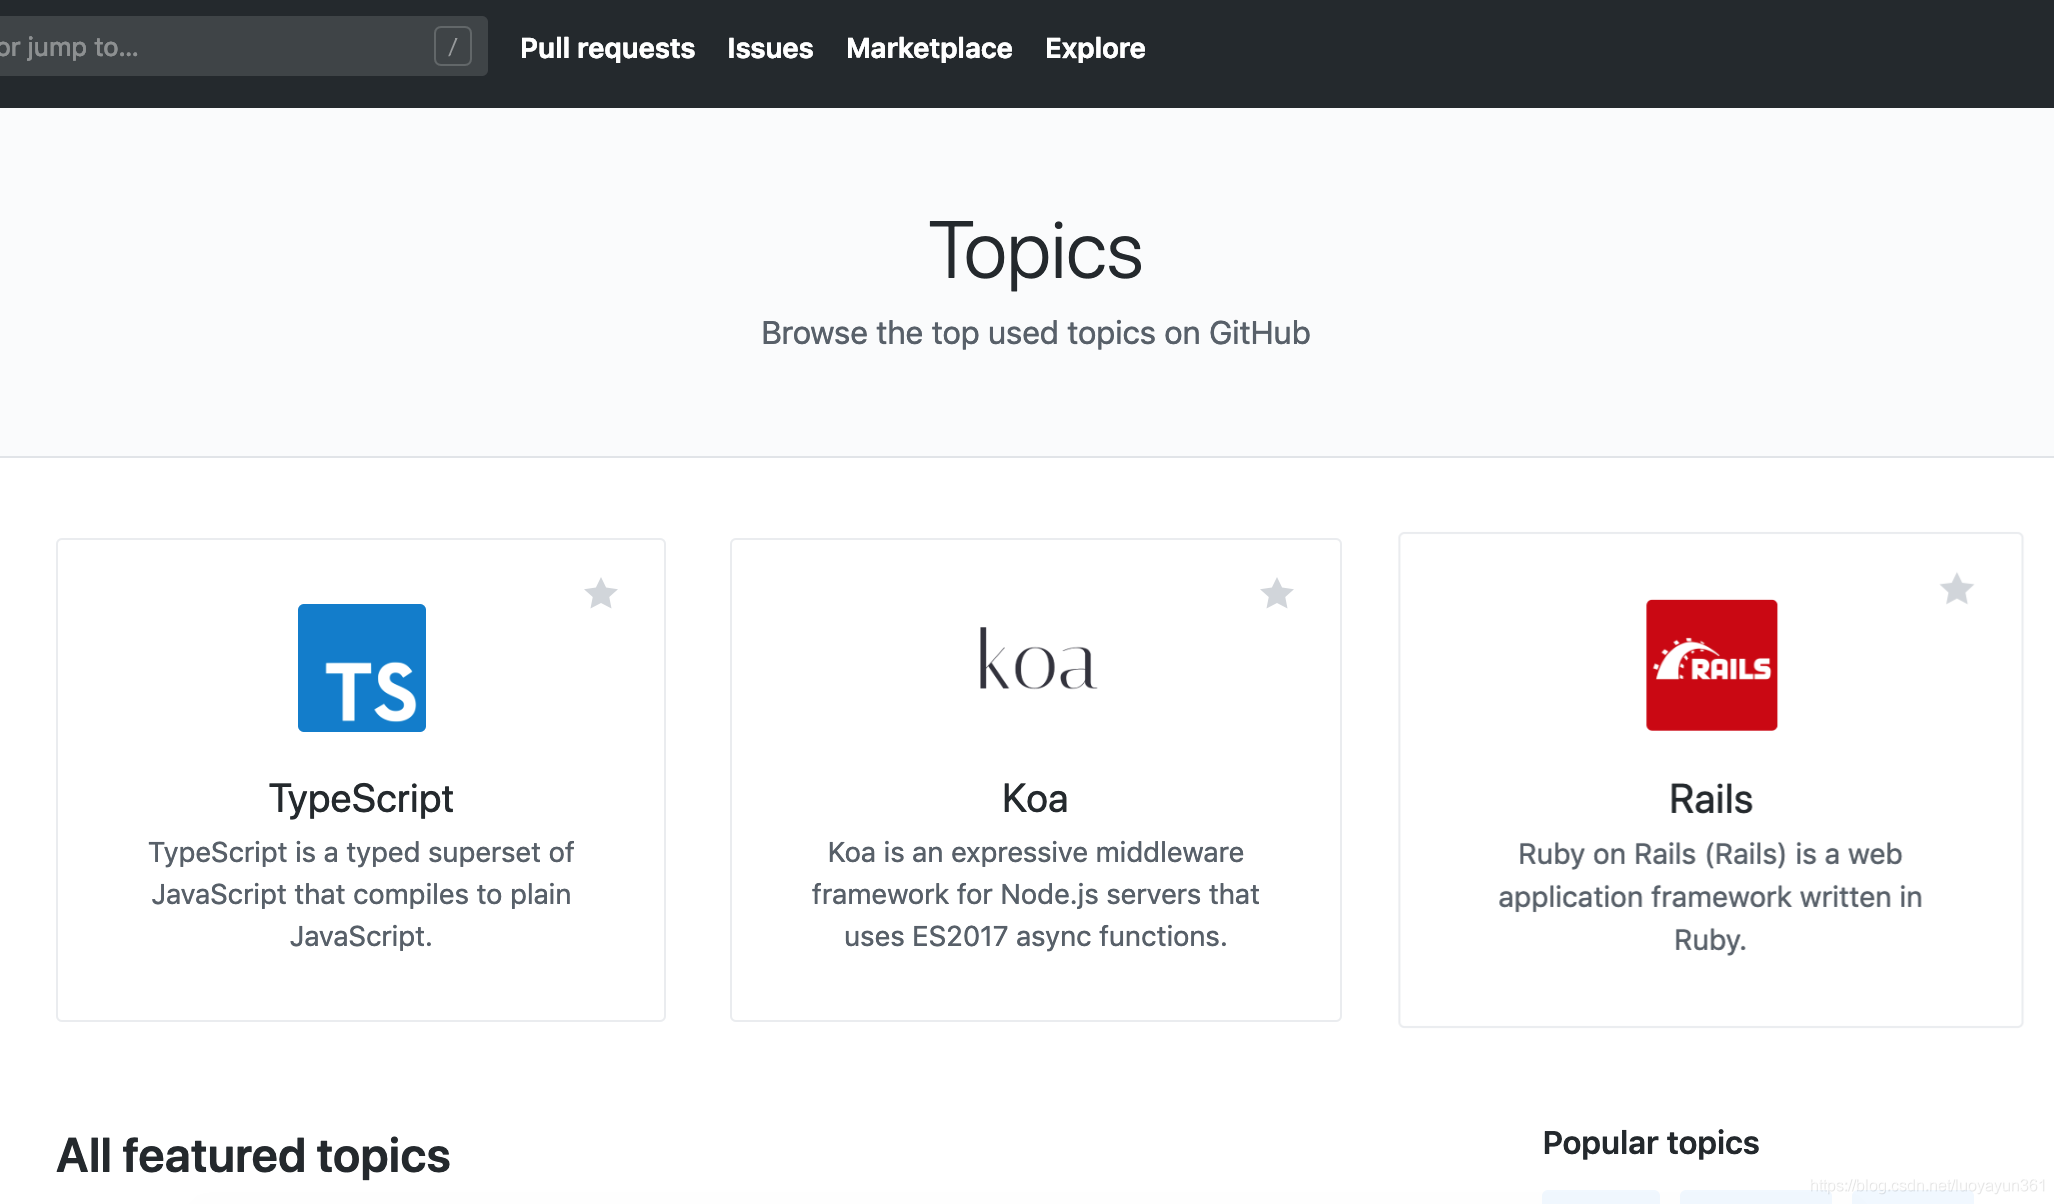 or jump to...
/
Pull requests
Issues
Marketplace
Explore
Topics
Browse the top used topics on GitHub
TS
TypeScript
TypeScript is a typed superset of
JavaScript that compiles to plain
JavaScript.
koa
Koa
Koa is an expressive middleware
framework for Node.js servers that
uses ES2017 async functions.
RAILS
Rails
Ruby on Rails (Rails) is a web
application framework written in
Ruby.
All featured topics
Popular topics
https://blog.csdn.net/luoyayun361